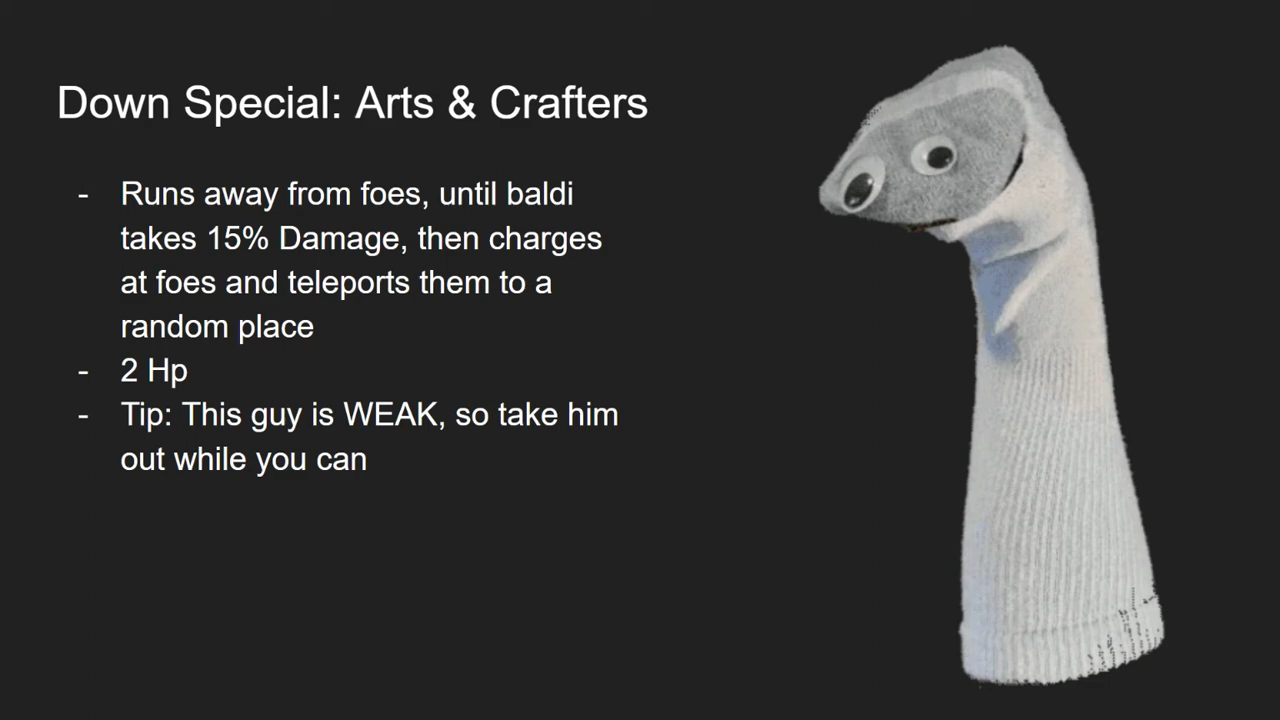 Down Special: Arts & Crafters
- Runs away from foes, until baldi
takes 15% Damage, then charges
at foes and teleports them to a
random place
- 2 Hp
- Tip: This guy is WEAK, so take him
out while you can